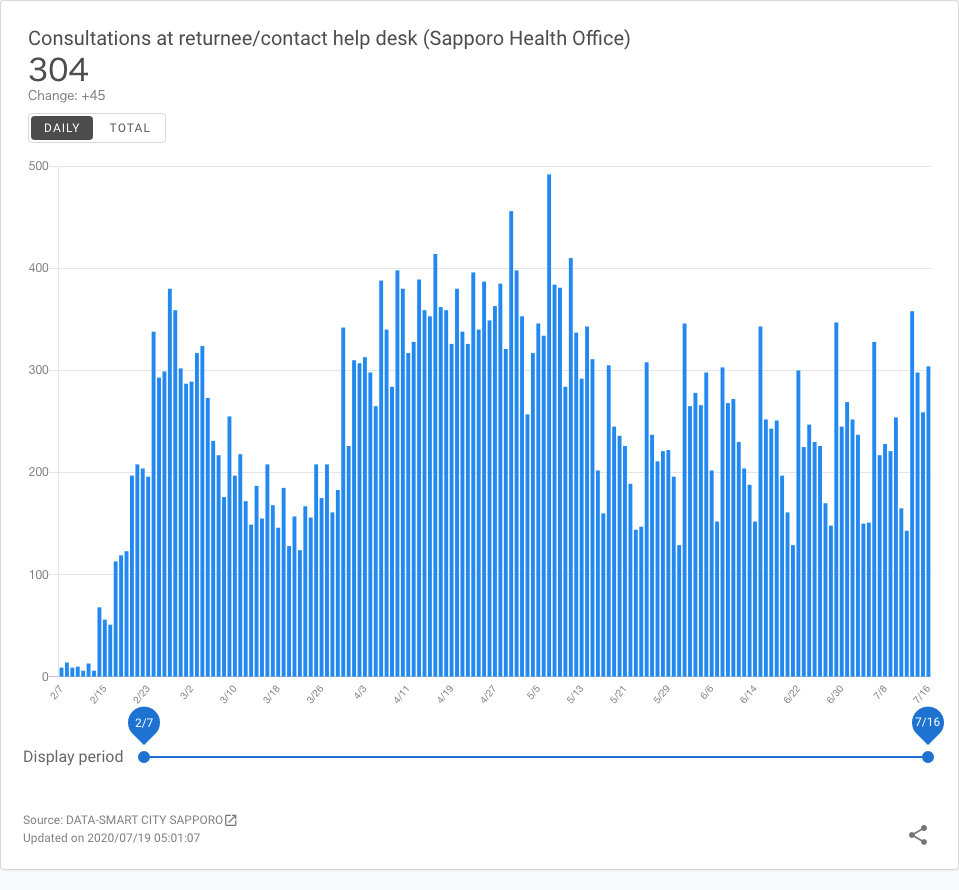 Consultations at returnee/contact help desk (Sapporo Health Office)
304
Change: +45
DAILY TOTAL
500
400
300
200
100
0
2/7 2/15 2/23 3/2 3/10 3/18 3/26 4/3 4/11 4/19 4/27 5/5 5/13 5/21 5/29 6/6 6/14 6/22 6/30 7/8 7/16
2/7 7/16
Display period
Source: DATA-SMART CITY SAPPORO
Updated on 2020/07/19 05:01:07